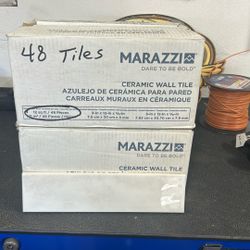 48 Tiles
MARAZZI
DARE TO BE BOLD
CERAMIC WALL TILE
AZULEJO DE CERÁMICA PARA PARED
CARREAUX MURAUX EN CÉRAMIQUE
MARAZZI
DARE TO BE BOLD
CERAMIC WALL TILE